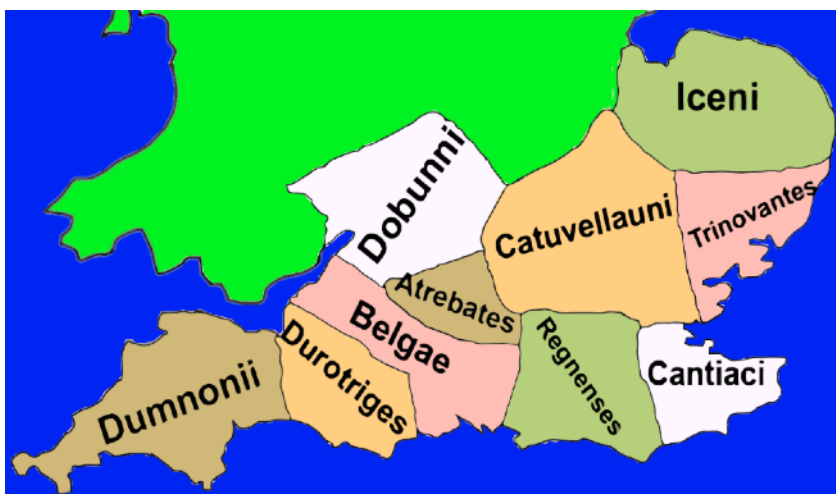 Iceni
Dobunni
Catuvellauni
Trinovantes
Atrebates
Belgae
Durotriges
Regnenses
Cantiaci
Dumnonii